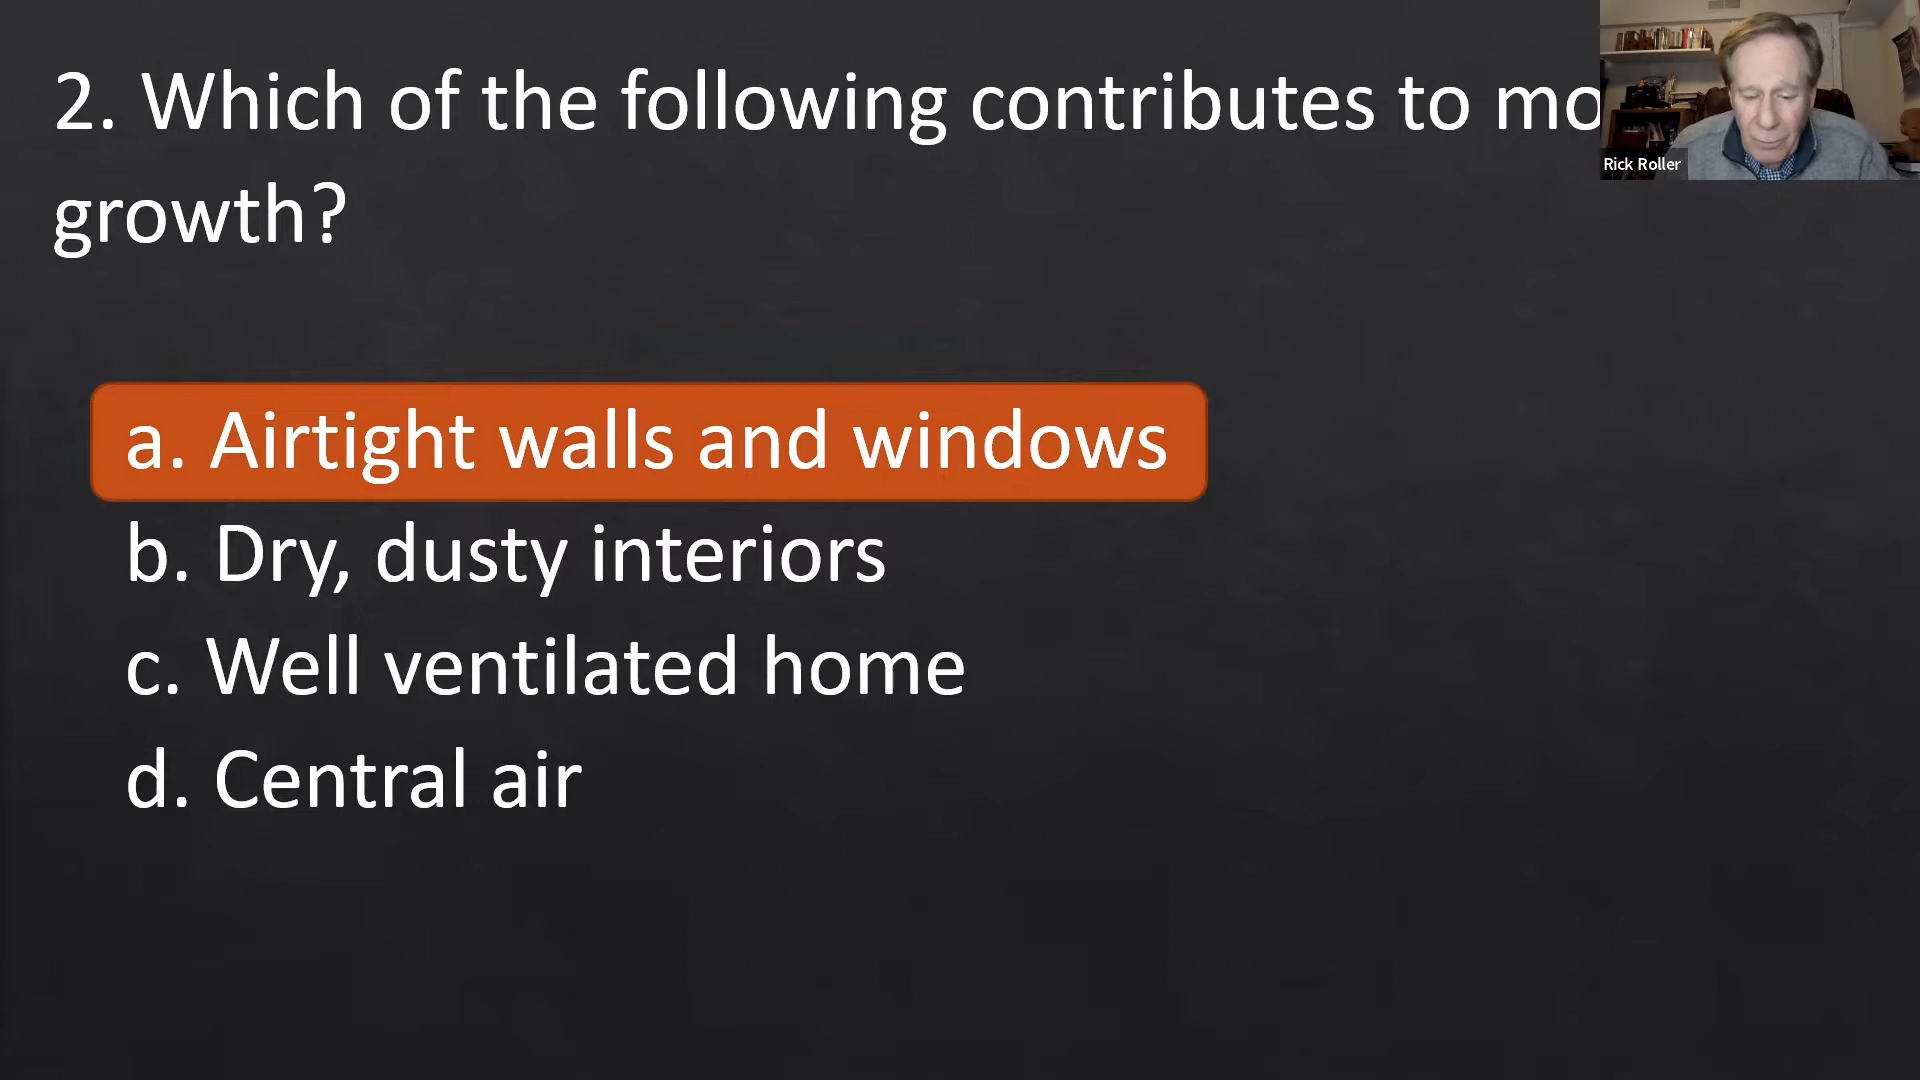 2. Which of the following contributes to mo
growth?
a. Airtight walls and windows
b. Dry, dusty interiors
c. Well ventilated home
d. Central air
Rick Roller